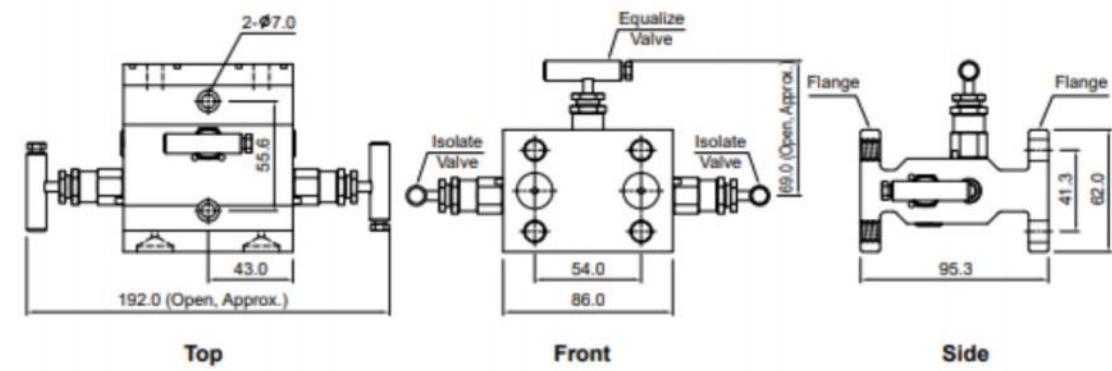 2-Ø7.0
55.6
43.0
192.0 (Open, Approx.)
Top
Equalize
Valve
Isolate
Valve
Isolate
Valve
69.0 (Open, Approx.)
54.0
86.0
Front
Flange
Flange
41.3
62.0
95.3
Side